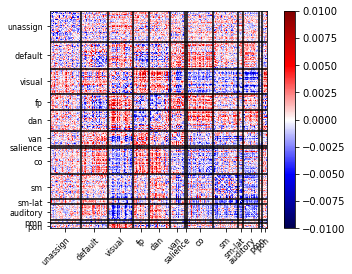 unassign
default
visual
fp
dan
van
salience
co
sm
sm-lat
auditory
pmn
pon
unassign
default
visual
fp
dan
van
salience
co
sm
sm-lat
auditory
0.0100
0.0075
0.0050
0.0025
0.0000
−0.0025
−0.0050
−0.0075
−0.0100